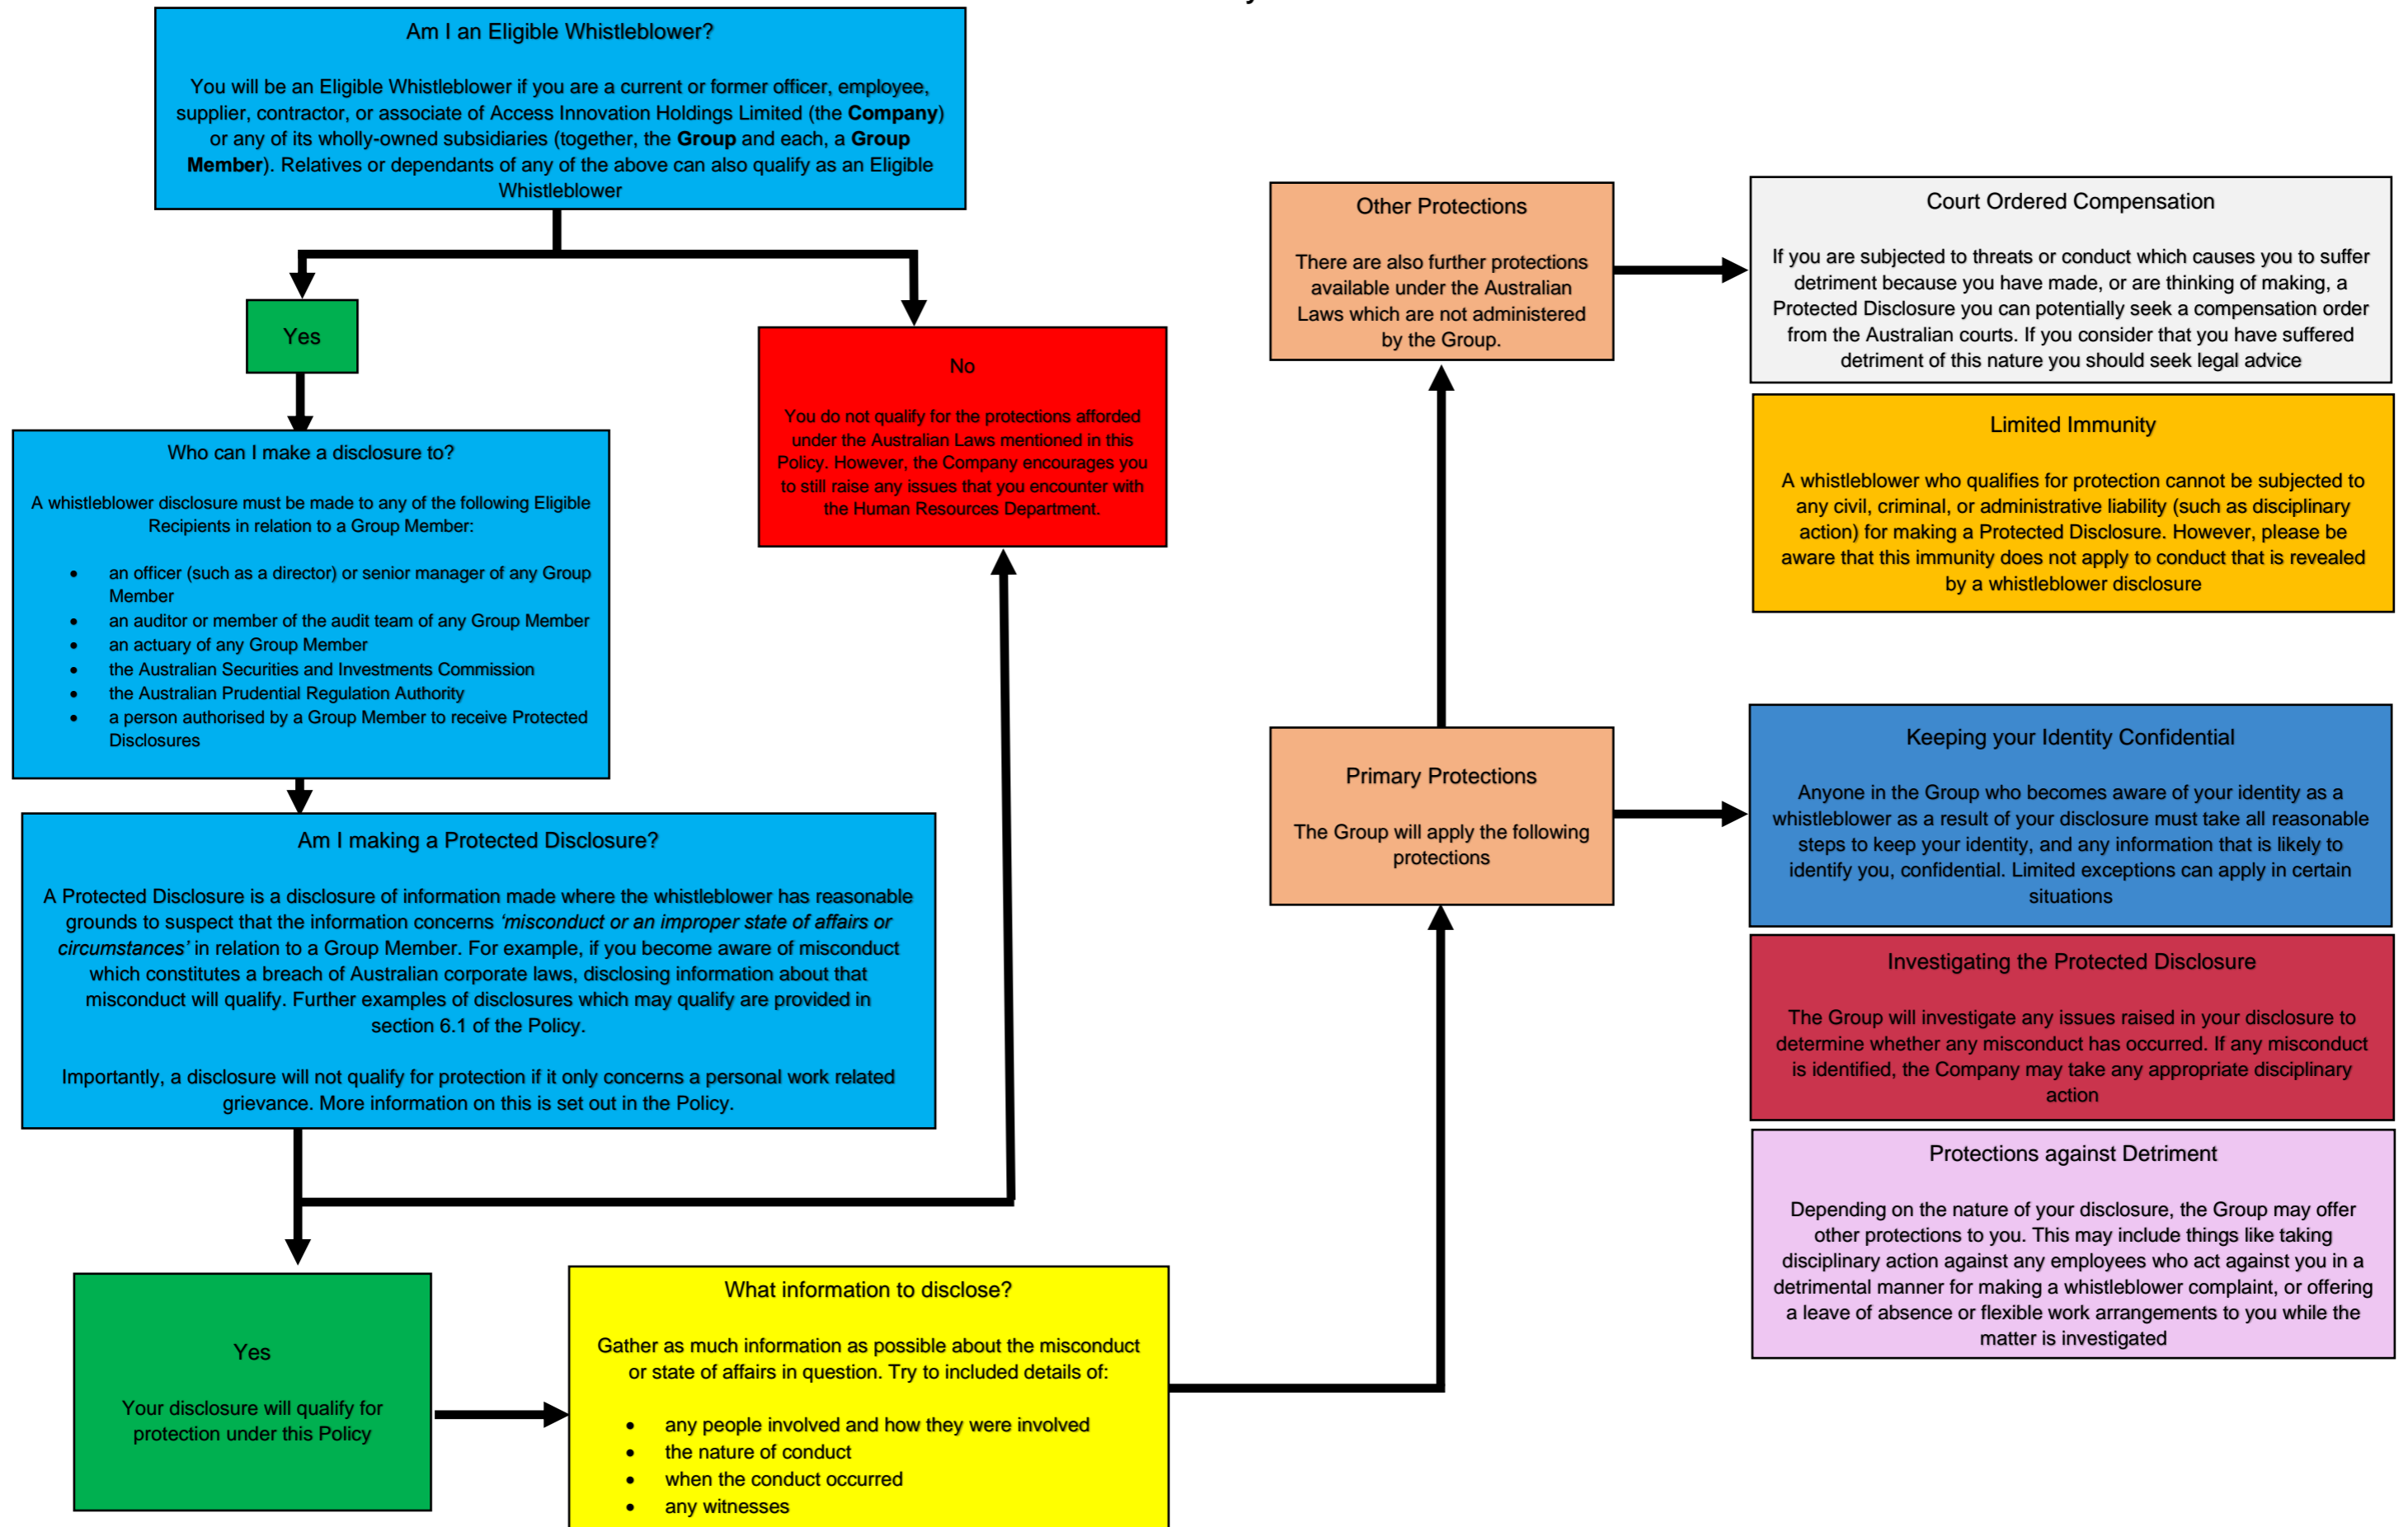 Am I an Eligible Whistleblower?
You will be an Eligible Whistleblower if you are a current or former officer, employee,
supplier, contractor, or associate of Access Innovation Holdings Limited (the Company)
or any of its wholly-owned subsidiaries (together, the Group and each, a Group
Member). Relatives or dependants of any of the above can also qualify as an Eligible
Whistleblower
Yes
No
You do not qualify for the protections afforded
under the Australian Laws mentioned in this
Policy. However, the Company encourages you
to still raise any issues that you encounter with
the Human Resources Department.
Who can I make a disclosure to?
A whistleblower disclosure must be made to any of the following Eligible
Recipients in relation to a Group Member:
• an officer (such as a director) or senior manager of any Group
Member
• an auditor or member of the audit team of any Group Member
• an actuary of any Group Member
• the Australian Securities and Investments Commission
• the Australian Prudential Regulation Authority
• a person authorised by a Group Member to receive Protected
Disclosures
Am I making a Protected Disclosure?
A Protected Disclosure is a disclosure of information made where the whistleblower has reasonable
grounds to suspect that the information concerns ‘misconduct or an improper state of affairs or
circumstances’ in relation to a Group Member. For example, if you become aware of misconduct
which constitutes a breach of Australian corporate laws, disclosing information about that
misconduct will qualify. Further examples of disclosures which may qualify are provided in
section 6.1 of the Policy.
Importantly, a disclosure will not qualify for protection if it only concerns a personal work related
grievance. More information on this is set out in the Policy.
Yes
Your disclosure will qualify for
protection under this Policy
What information to disclose?
Gather as much information as possible about the misconduct
or state of affairs in question. Try to included details of:
• any people involved and how they were involved
• the nature of conduct
• when the conduct occurred
• any witnesses
Primary Protections
The Group will apply the following
protections
Other Protections
There are also further protections
available under the Australian
Laws which are not administered
by the Group.
Court Ordered Compensation
If you are subjected to threats or conduct which causes you to suffer
detriment because you have made, or are thinking of making, a
Protected Disclosure you can potentially seek a compensation order
from the Australian courts. If you consider that you have suffered
detriment of this nature you should seek legal advice
Limited Immunity
A whistleblower who qualifies for protection cannot be subjected to
any civil, criminal, or administrative liability (such as disciplinary
action) for making a Protected Disclosure. However, please be
aware that this immunity does not apply to conduct that is revealed
by a whistleblower disclosure
Keeping your Identity Confidential
Anyone in the Group who becomes aware of your identity as a
whistleblower as a result of your disclosure must take all reasonable
steps to keep your identity, and any information that is likely to
identify you, confidential. Limited exceptions can apply in certain
situations
Investigating the Protected Disclosure
The Group will investigate any issues raised in your disclosure to
determine whether any misconduct has occurred. If any misconduct
is identified, the Company may take any appropriate disciplinary
action
Protections against Detriment
Depending on the nature of your disclosure, the Group may offer
other protections to you. This may include things like taking
disciplinary action against any employees who act against you in a
detrimental manner for making a whistleblower complaint, or offering
a leave of absence or flexible work arrangements to you while the
matter is investigated